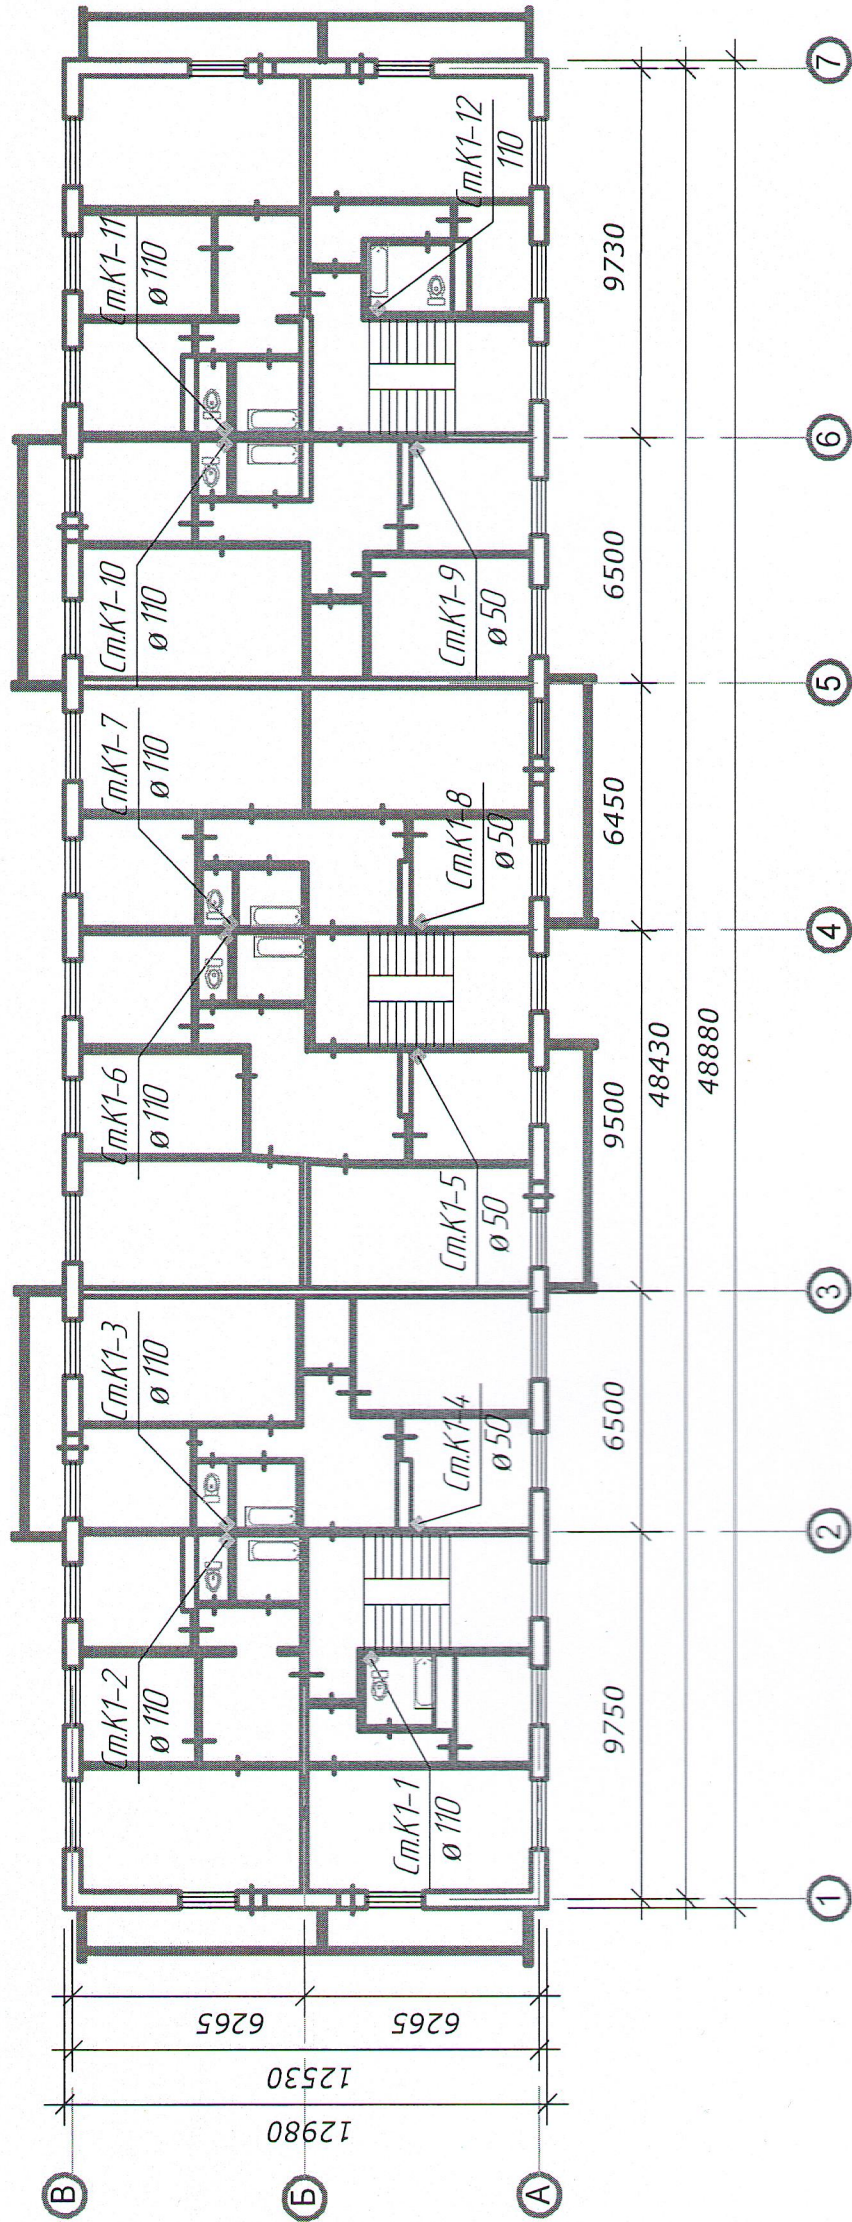 Ст.К1-1
ø 110
Ст.К1-2
ø 110
Ст.К1-3
ø 110
Ст.К1-4
ø 50
Ст.К1-5
ø 50
Ст.К1-6
ø 110
Ст.К1-7
ø 110
Ст.К1-8
ø 50
Ст.К1-9
ø 50
Ст.К1-10
ø 110
Ст.К1-11
ø 110
Ст.К1-12
110
9750
6500
9500
6450
6500
9730
48430
48880
6265
6265
12530
12980
В
Б
А
1
2
3
4
5
6
7